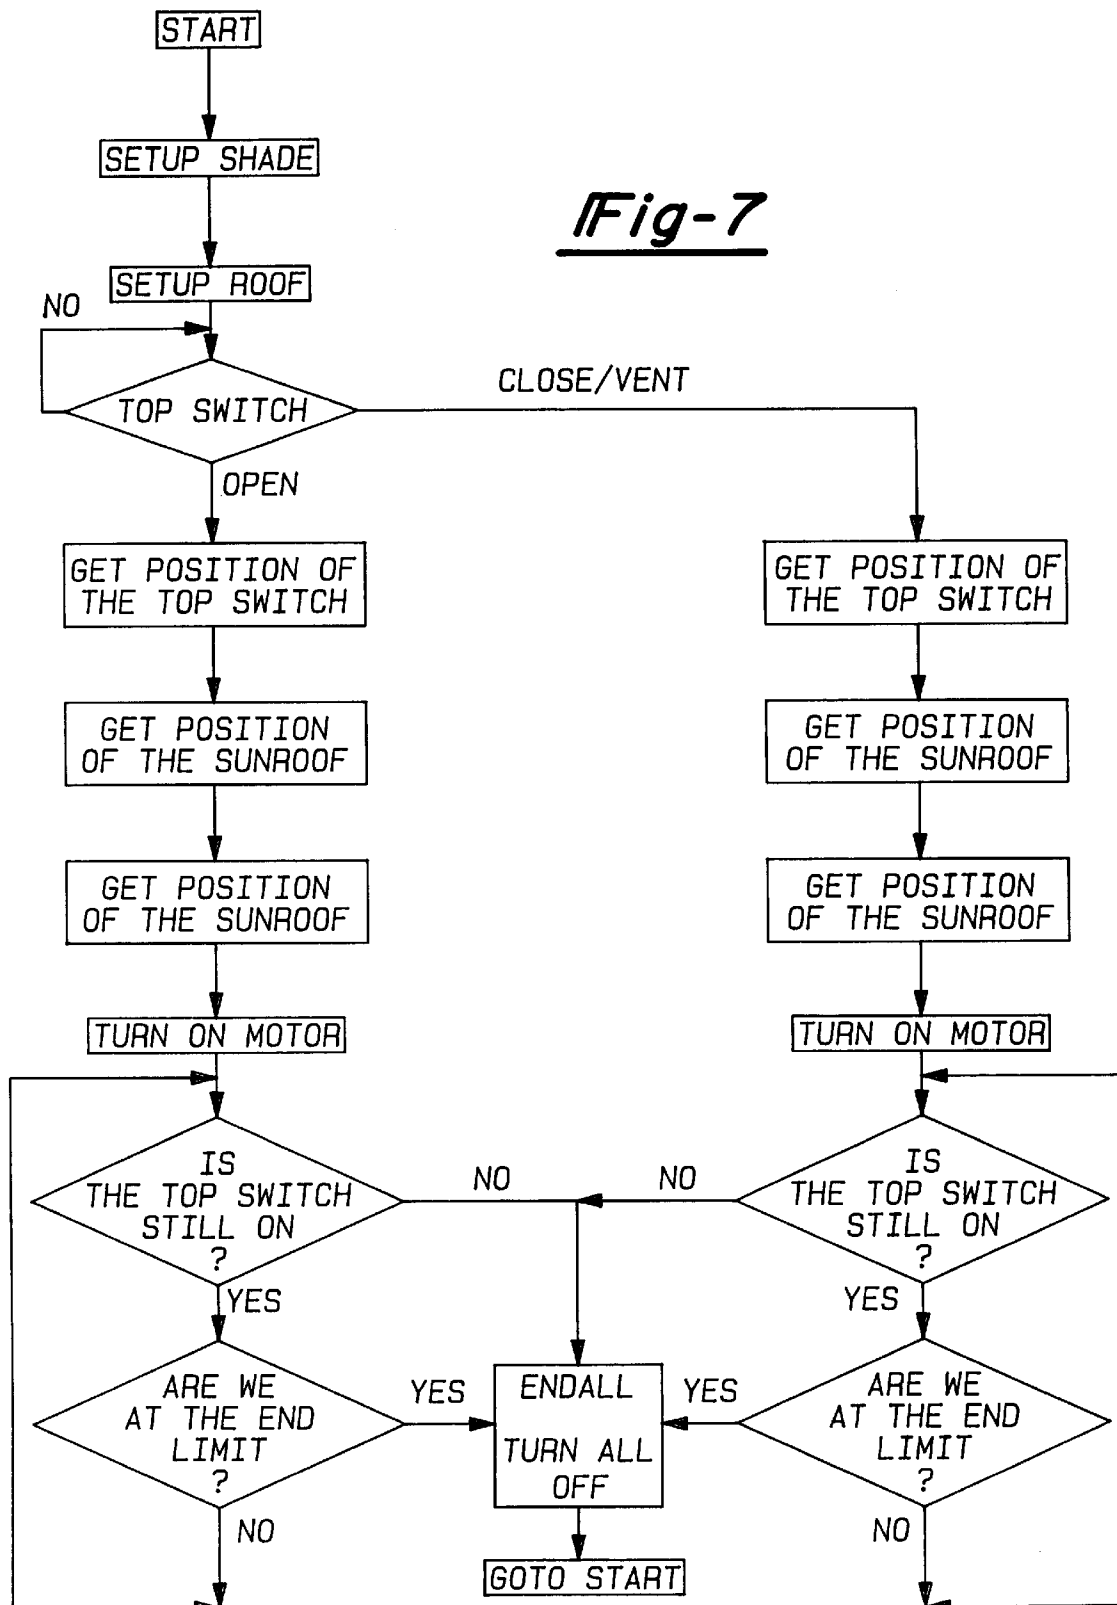 START
SETUP SHADE
Fig-7
SETUP ROOF
NO
CLOSE/VENT
TOP SWITCH
OPEN
GET POSITION OF
THE TOP SWITCH
GET POSITION OF
THE TOP SWITCH
GET POSITION
OF THE SUNROOF
GET POSITION
OF THE SUNROOF
GET POSITION
OF THE SUNROOF
GET POSITION
OF THE SUNROOF
TURN ON MOTOR
TURN ON MOTOR
IS
THE TOP SWITCH
STILL ON
?
NO
NO
IS
THE TOP SWITCH
STILL ON
?
YES
YES
ARE WE
AT THE END
LIMIT
?
YES
ENDALL
TURN ALL
OFF
YES
ARE WE
AT THE END
LIMIT
?
NO
NO
GOTO START